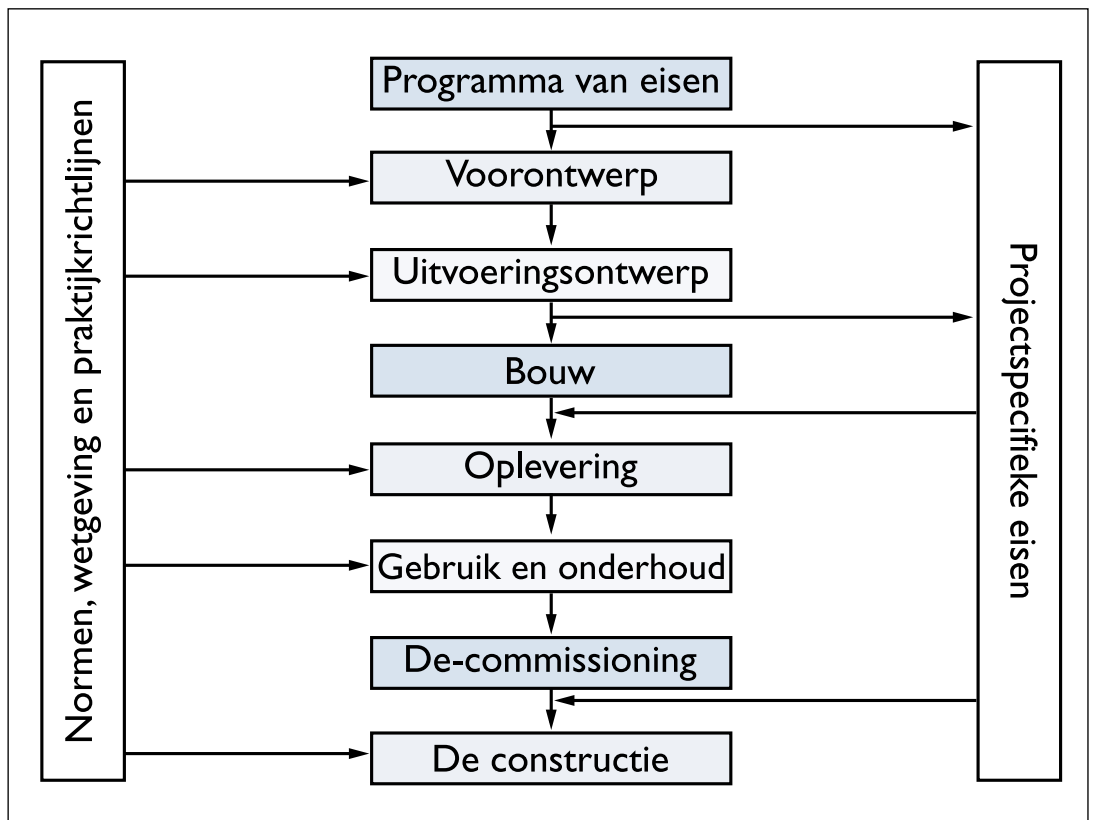 Normen, wetgeving en praktijkrichtlijnen
Programma van eisen
Voorontwerp
Uitvoeringsontwerp
Bouw
Oplevering
Gebruik en onderhoud
De-commissioning
De constructie
Projectspecifieke eisen